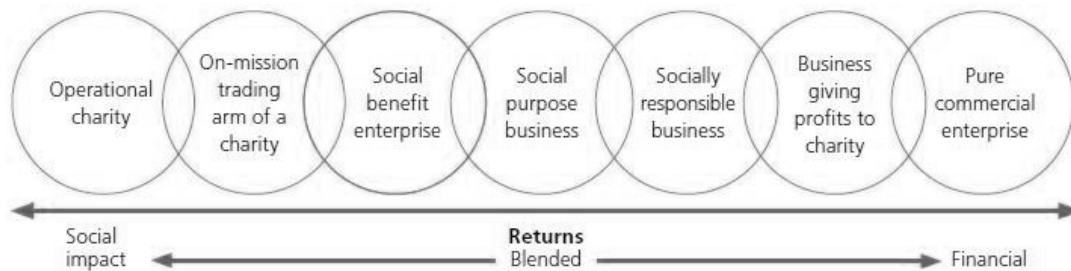 Operational
charity
On-mission
trading
arm of a
charity
Social
benefit
enterprise
Social
purpose
business
Socially
responsible
business
Business
giving
profits to
charity
Pure
commercial
enterprise
Social
impact
Returns
Blended
Financial